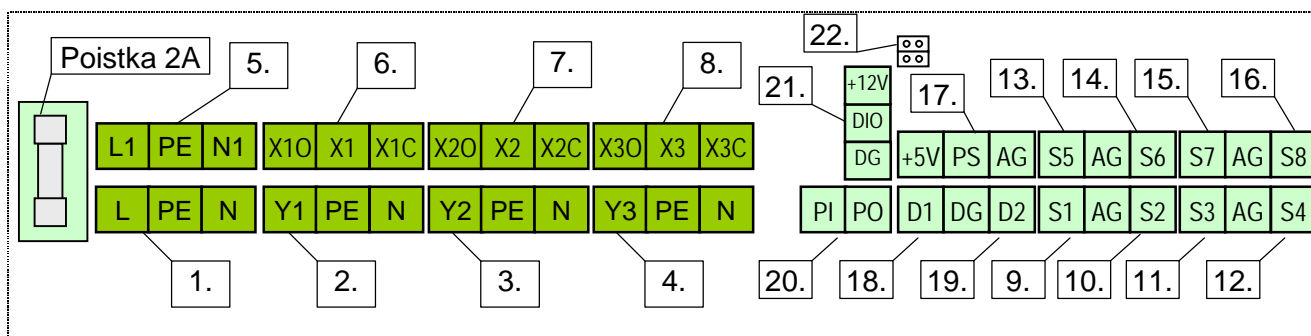 22.
Poistka 2A 5. 6. 7. 8. 21. +12V 17. 13. 14. 15. 16.
DIO
L1 PE N1 X1O X1 X1C X2O X2 X2C X3O X3 X3C DG +5V PS AG S5 AG S6 S7 AG S8
L PE N Y1 PE N Y2 PE N Y3 PE N PI PO D1 DG D2 S1 AG S2 S3 AG S4
1. 2. 3. 4. 20. 18. 19. 9. 10. 11. 12.